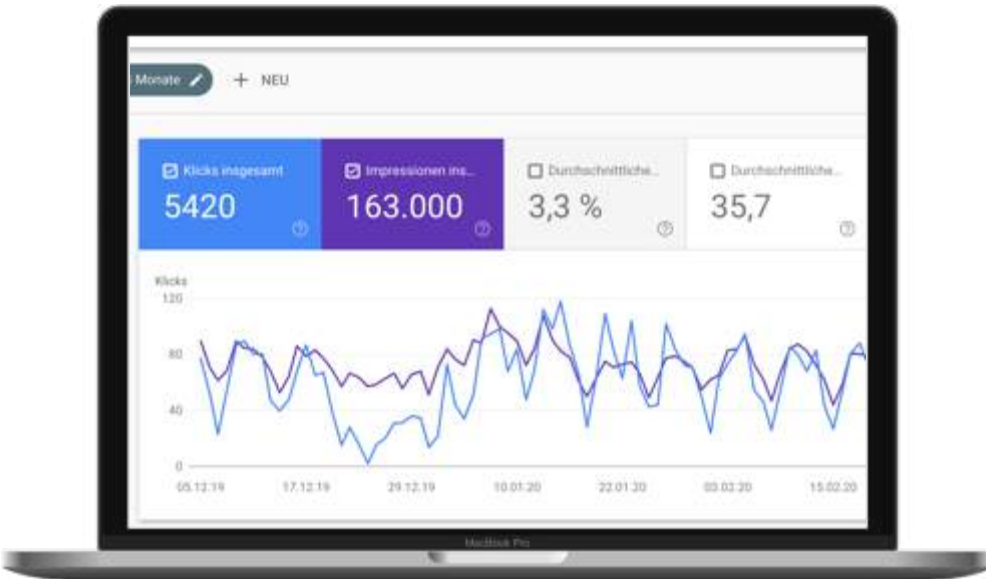 Monate
+ NEU
Klicks insgesamt
Impressionen ins...
Durchschnittliche...
Durchschnittliche...
5420
163.000
3,3 %
35,7
Klicks
120
80
40
0
05.12.19
17.12.19
29.12.19
10.01.20
22.01.20
03.02.20
15.02.20
MacBook Pro